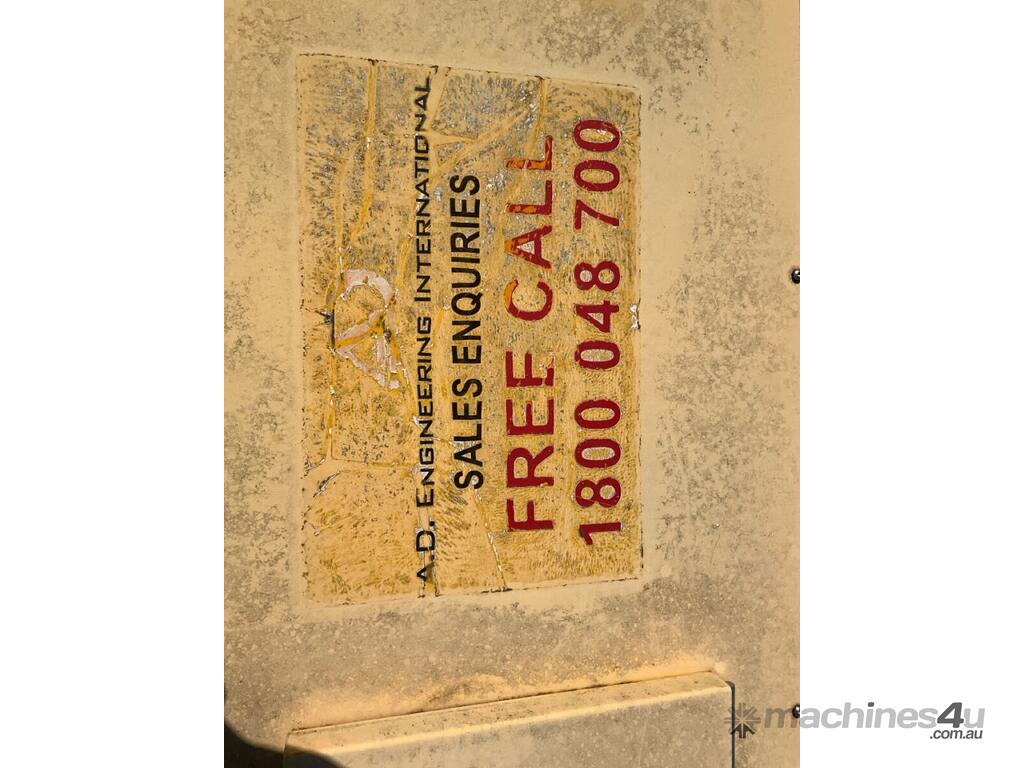 A.D. ENGINEERING INTERNATIONAL
SALES ENQUIRIES
FREE CALL
1800 048 700
machines4u
.com.au